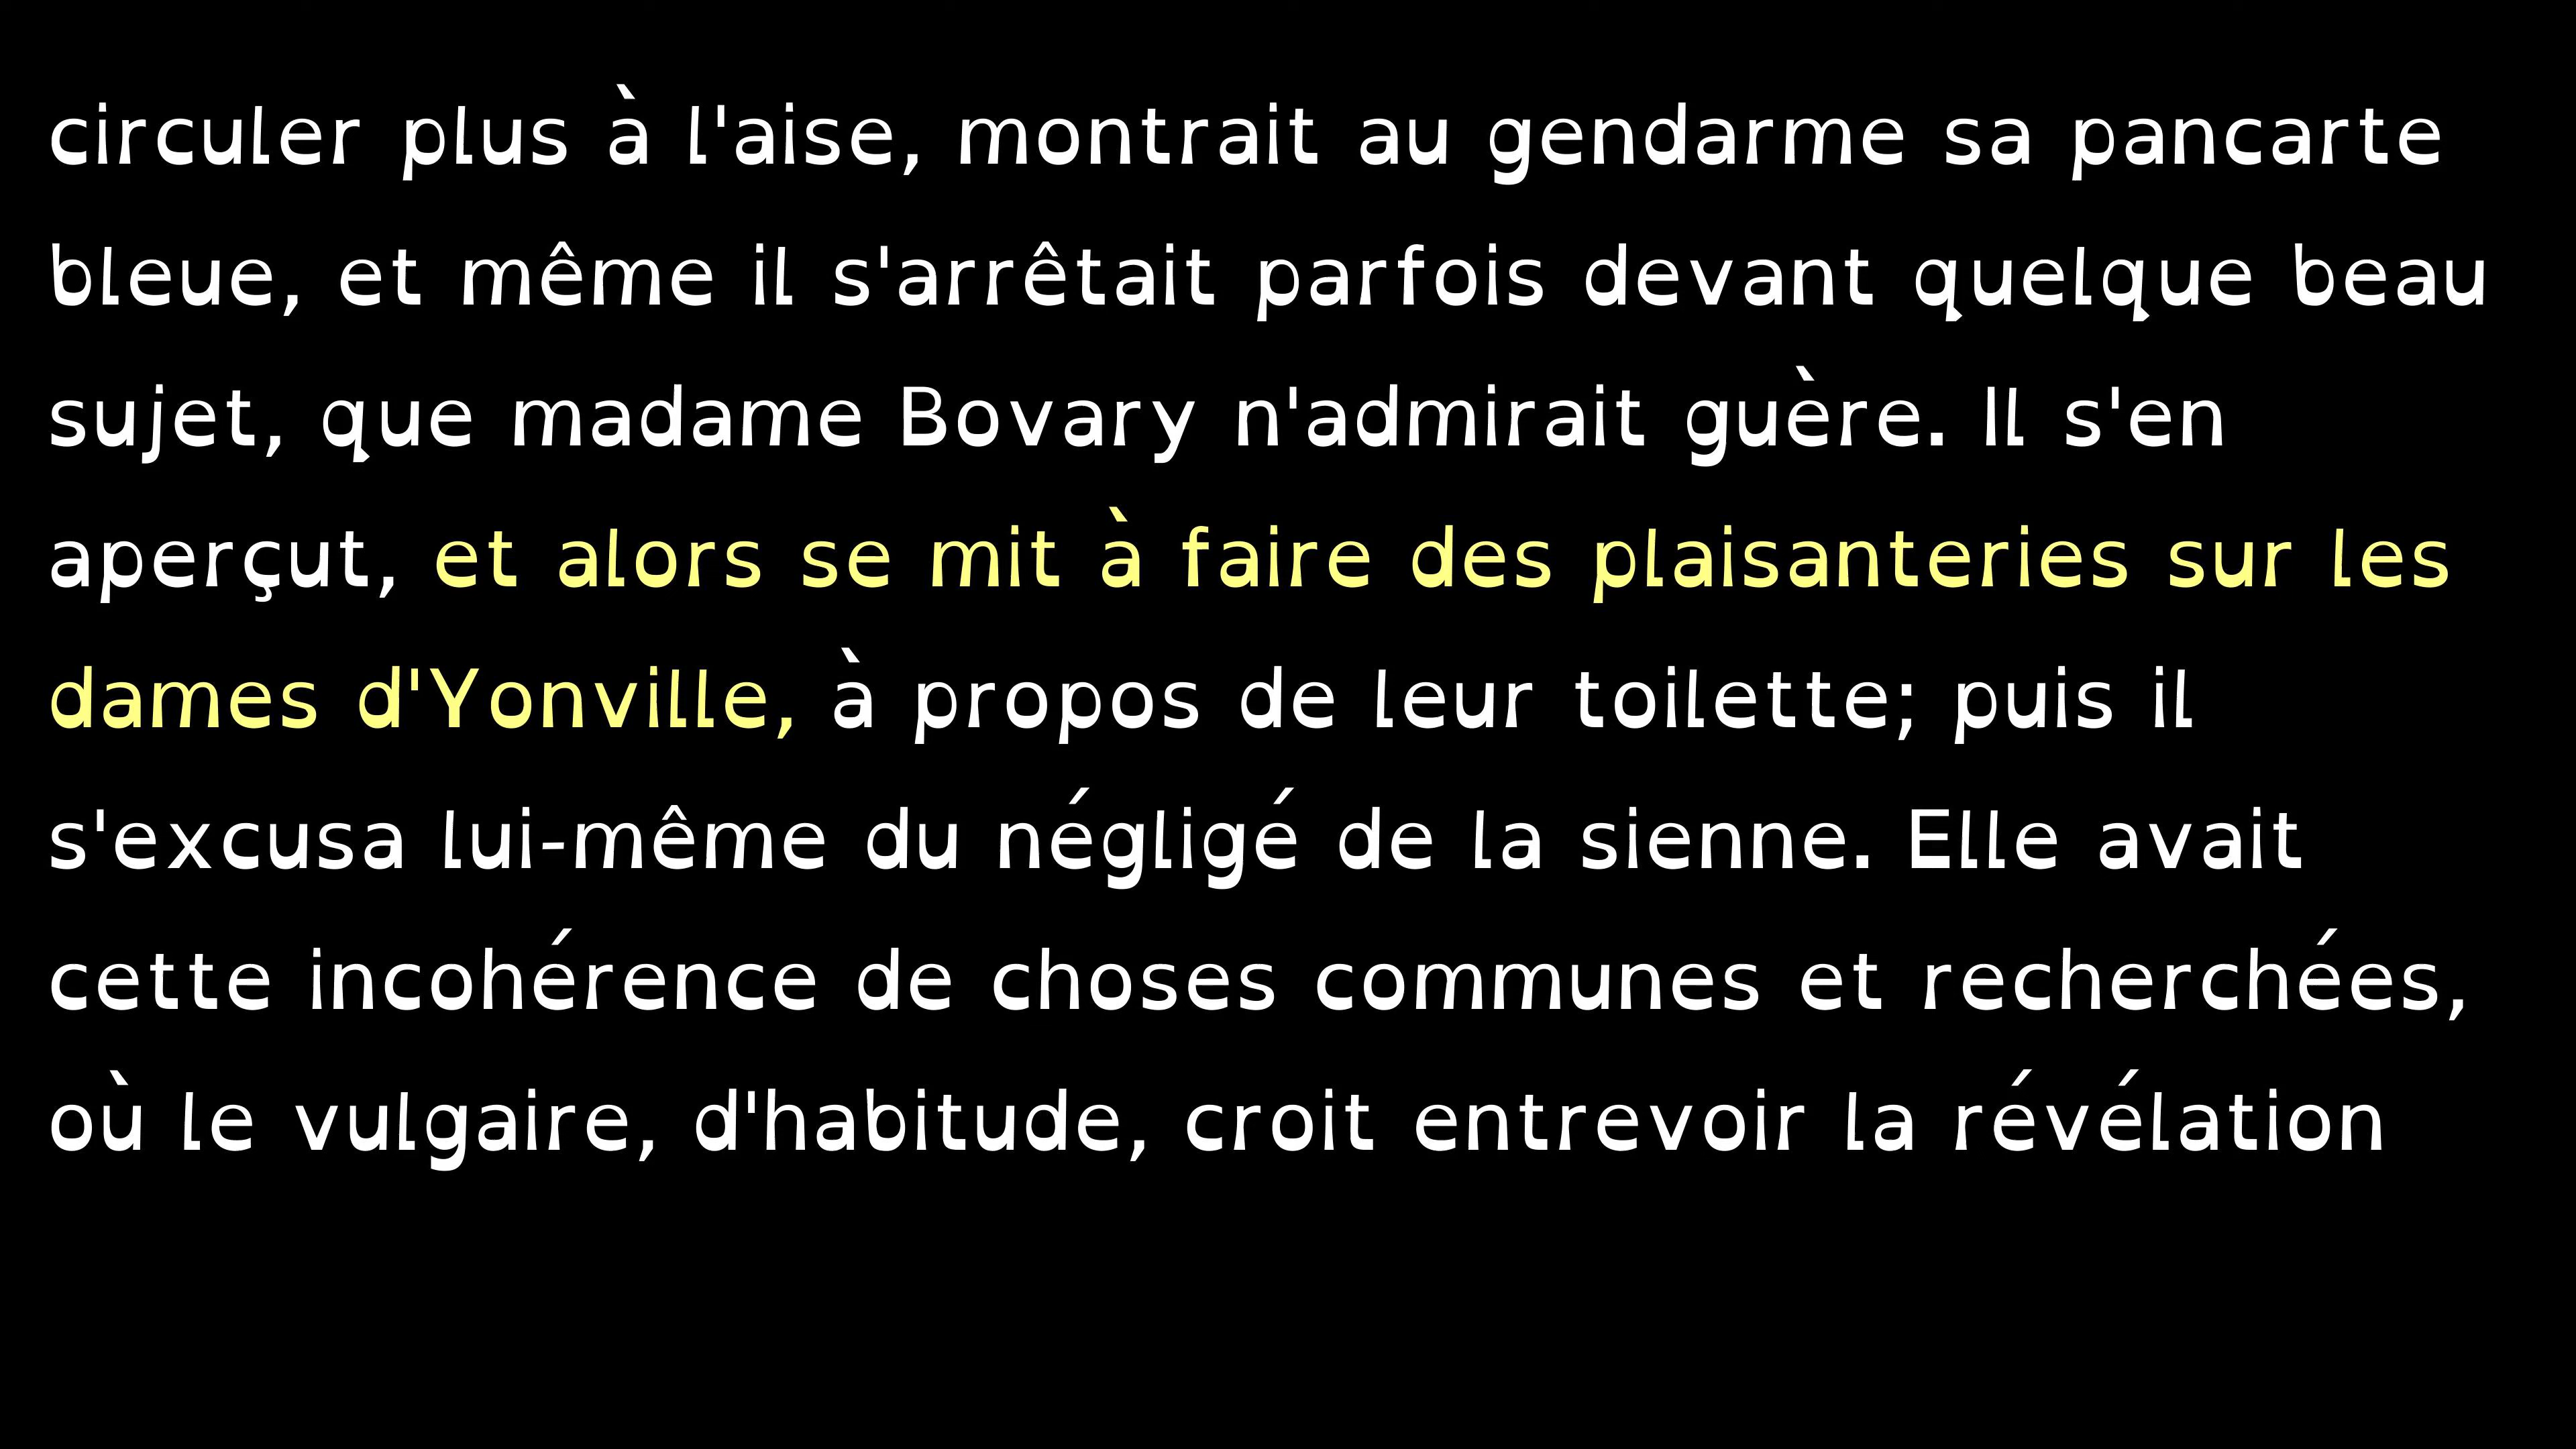 circuler plus à l'aise, montrait au gendarme sa pancarte
bleue, et même il s'arrêtait parfois devant quelque beau
sujet, que madame Bovary n'admirait guère. Il s'en
aperçut, et alors se mit à faire des plaisanteries sur les
dames d'Yonville, à propos de leur toilette; puis il
s'excusa lui-même du négligé de la sienne. Elle avait
cette incohérence de choses communes et recherchées,
où le vulgaire, d'habitude, croit entrevoir la révélation